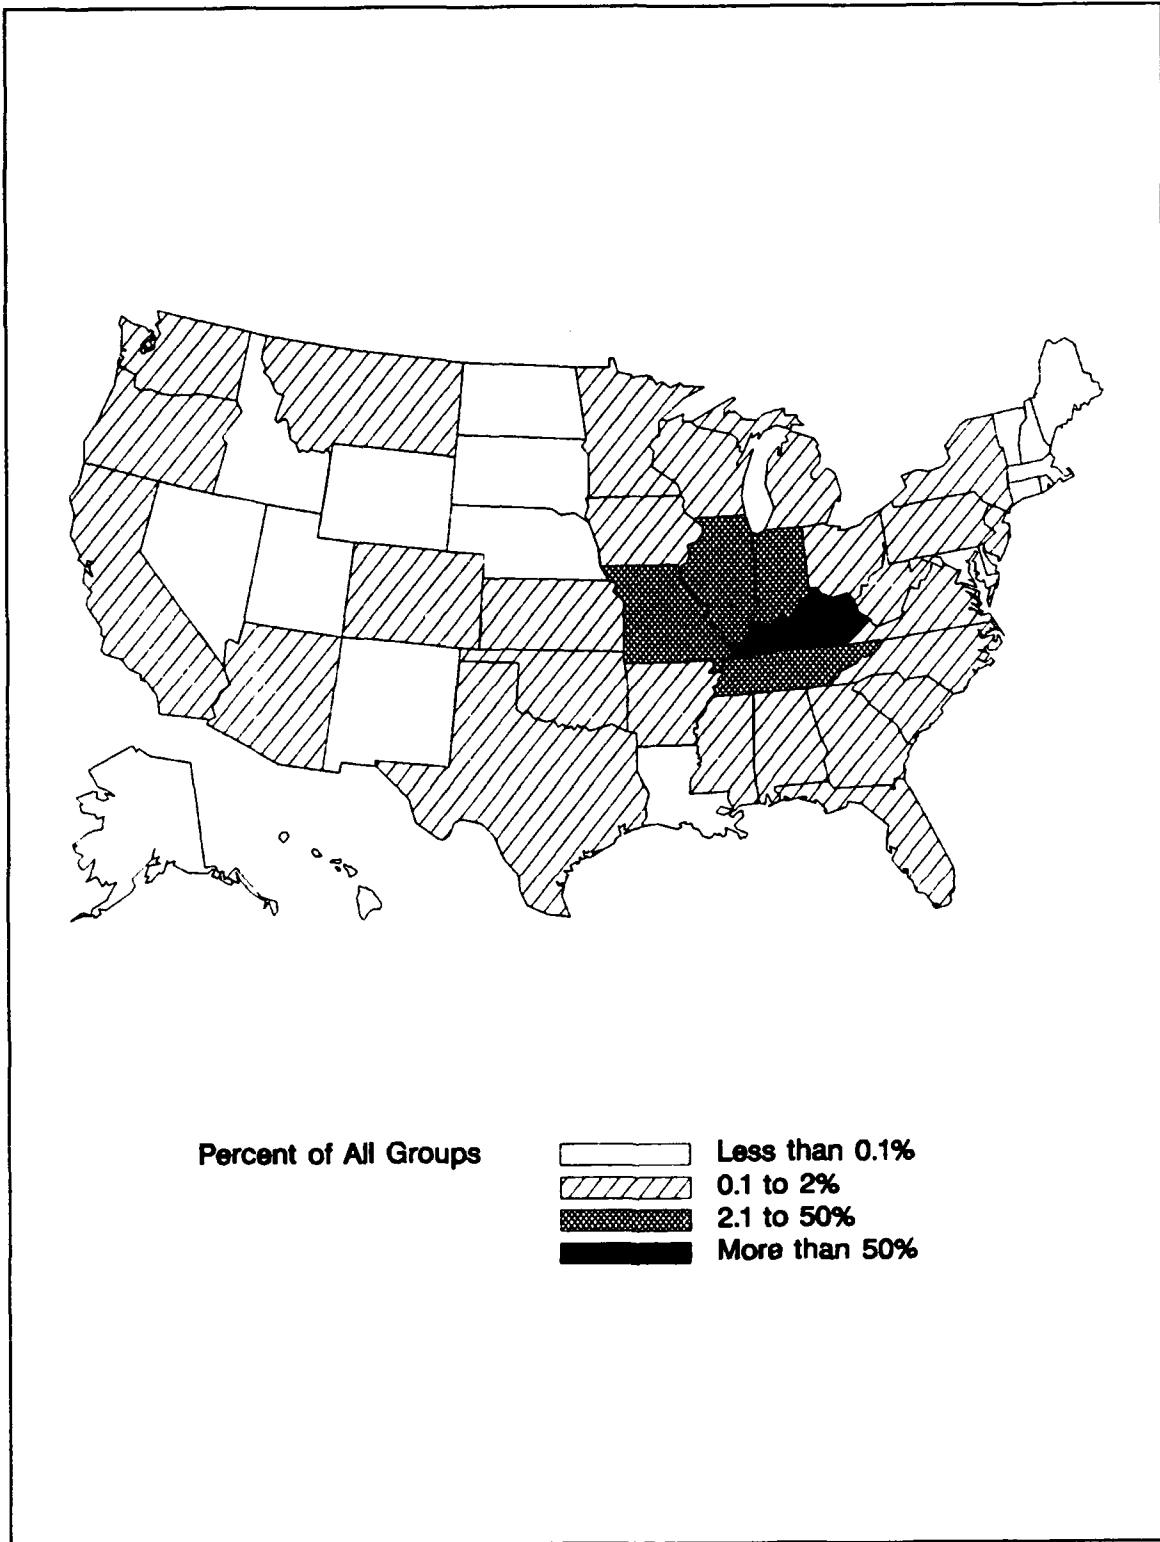 Percent of All Groups
Less than 0.1%
0.1 to 2%
2.1 to 50%
More than 50%